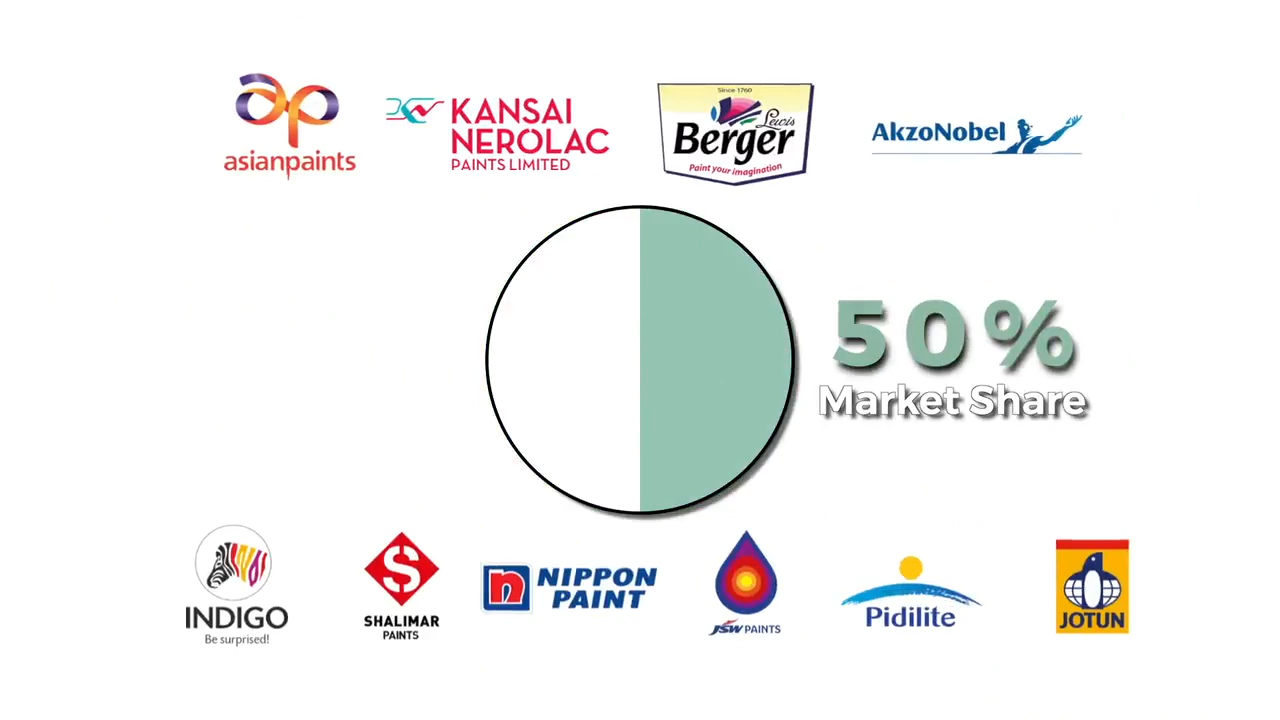 asianpaints
KANSAI
NEROLAC
PAINTS LIMITED
Since 1760
Lewis
Berger
Paint your imagination
AkzoNobel
50%
Market Share
INDIGO
Be surprised!
S
SHALIMAR
PAINTS
n
NIPPON
PAINT
JSW PAINTS
Pidilite
JOTUN